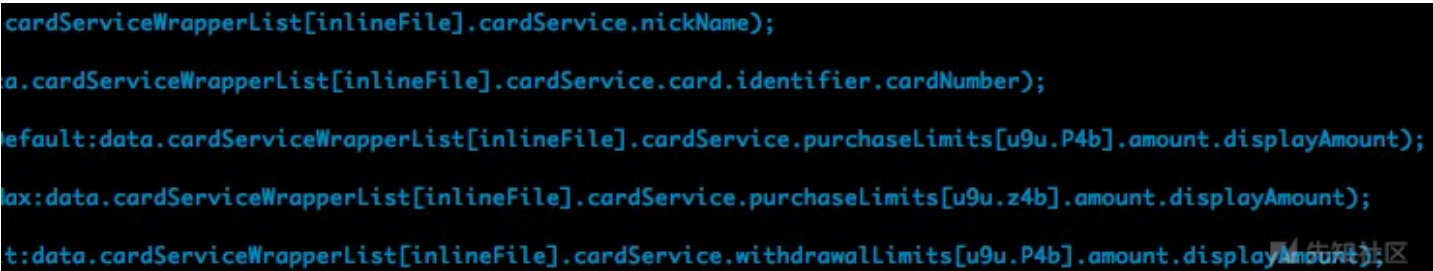 cardServiceWrapperList[inlineFile].cardService.nickName);
a.cardServiceWrapperList[inlineFile].cardService.card.identifier.cardNumber);
efault:data.cardServiceWrapperList[inlineFile].cardService.purchaseLimits[u9u.P4b].amount.displayAmount);
ax:data.cardServiceWrapperList[inlineFile].cardService.purchaseLimits[u9u.z4b].amount.displayAmount);
t:data.cardServiceWrapperList[inlineFile].cardService.withdrawalLimits[u9u.P4b].amount.displayAmount);
先知社区